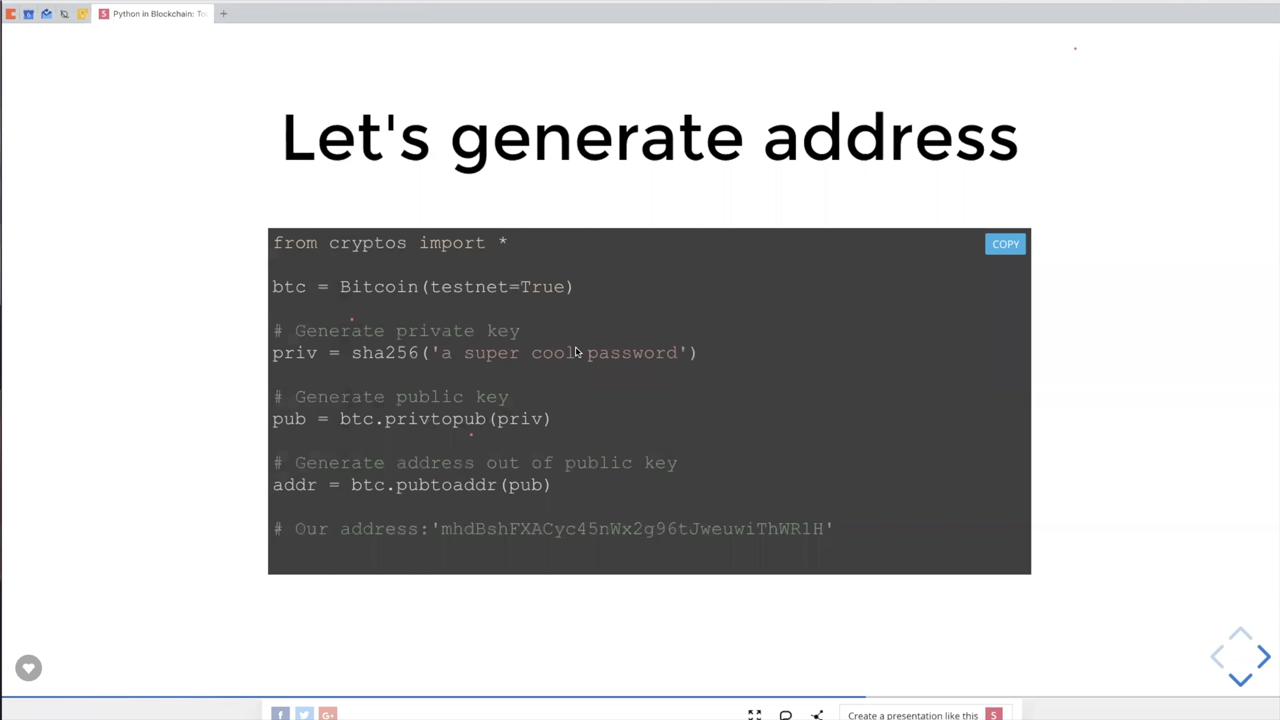 Python in Blockchain: To
Let's generate address
from cryptos import *
COPY
btc = Bitcoin(testnet=True)
# Generate private key
priv = sha256('a super cool password')
# Generate public key
pub = btc.privtopub(priv)
# Generate address out of public key
addr = btc.pubtoaddr(pub)
# Our address:'mhdBshFXACyc45nWx2g96tJweuwiThWR1H'
Create a presentation like this